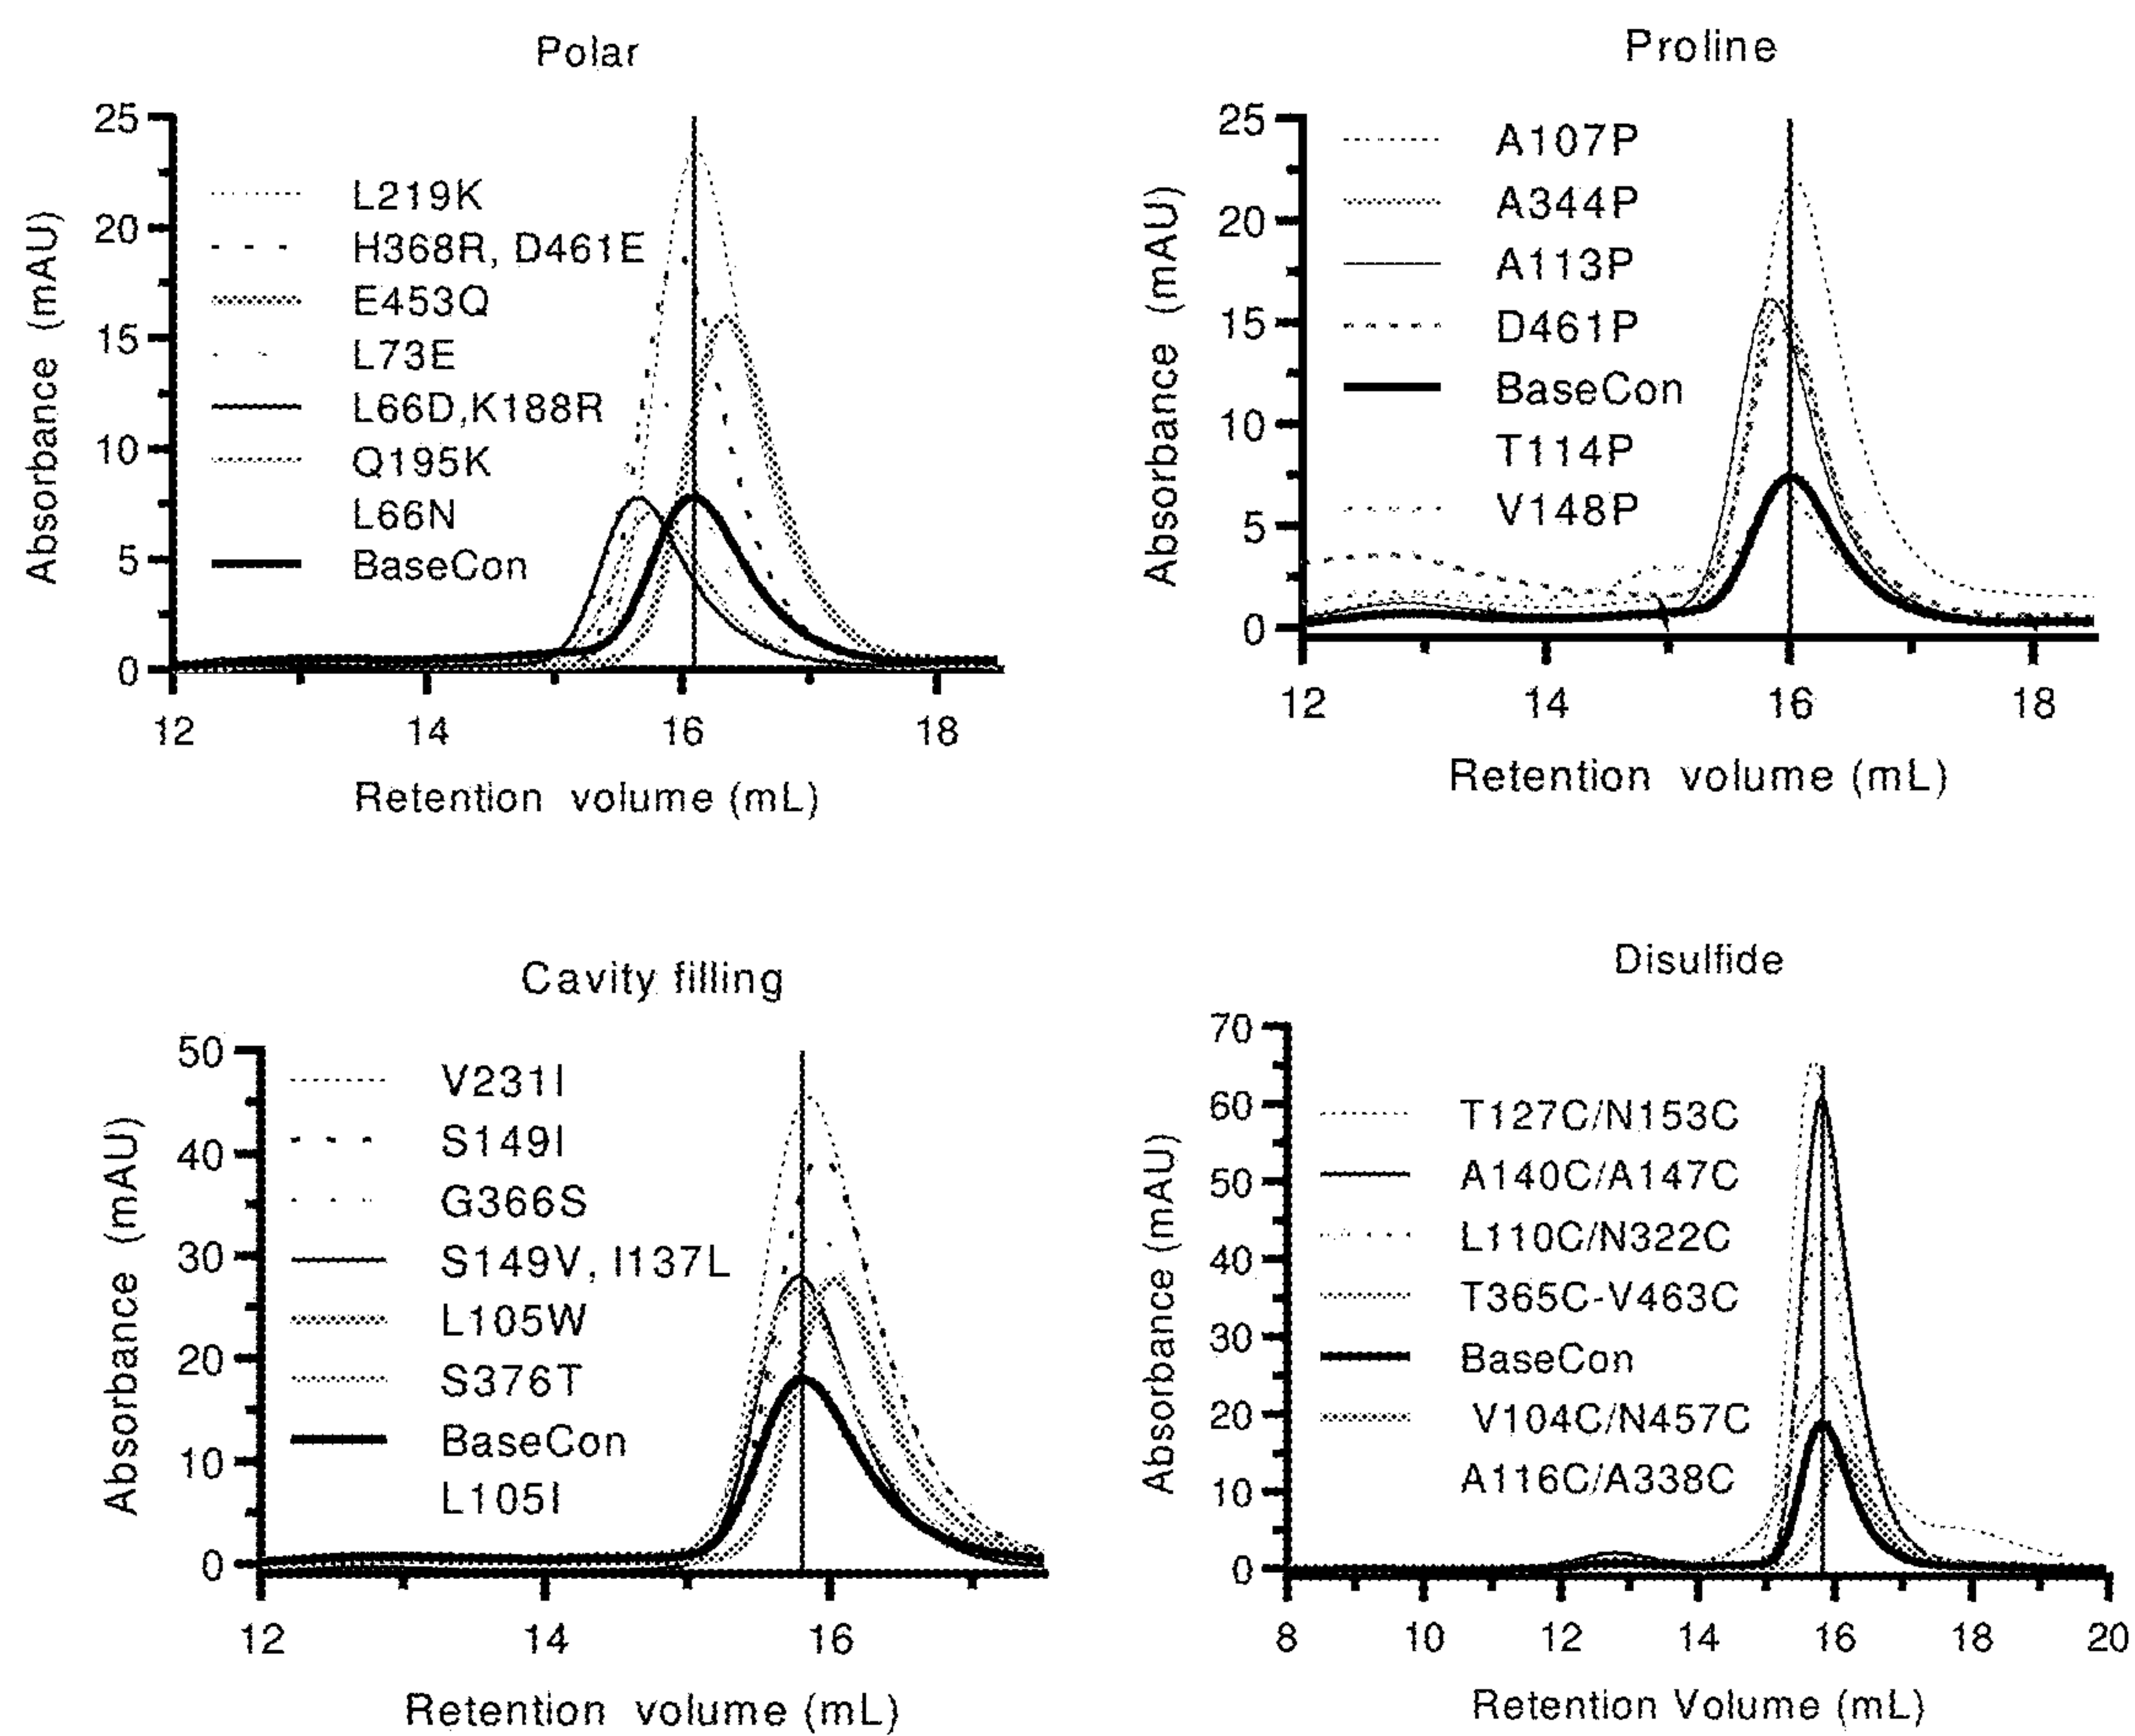 Polar
Absorbance (mAU)
25
20
15
10
5
0
L219K
H368R, D461E
E453Q
L73E
L66D,K188R
Q195K
L66N
BaseCon
12 14 16 18
Retention volume (mL)
Proline
Absorbance (mAU)
25
20
15
10
5
0
A107P
A344P
A113P
D461P
BaseCon
T114P
V148P
12 14 16 18
Retention volume (mL)
Cavity filling
Absorbance (mAU)
50
40
30
20
10
0
V231I
S149I
G366S
S149V, I137L
L105W
S376T
BaseCon
L105I
12 14 16
Retention volume (mL)
Disulfide
Absorbance (mAU)
70
60
50
40
30
20
10
0
T127C/N153C
A140C/A147C
L110C/N322C
T365C-V463C
BaseCon
V104C/N457C
A116C/A338C
8 10 12 14 16 18 20
Retention Volume (mL)